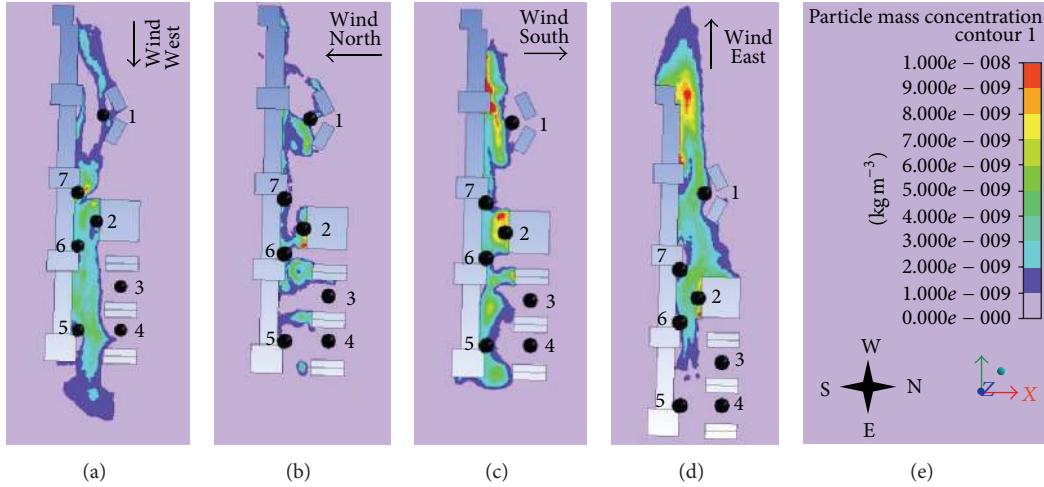 Wind
West
1
7
2
6
3
5
4
Wind
North
1
7
2
6
3
5
4
Wind
South
1
7
2
6
3
5
4
Wind
East
1
7
2
6
3
5
4
Particle mass concentration
contour 1
1.000e − 008
9.000e − 009
8.000e − 009
7.000e − 009
6.000e − 009
5.000e − 009
4.000e − 009
3.000e − 009
2.000e − 009
1.000e − 009
0.000e − 000
(kg m⁻³)
W
S N
E
Z X
(a) (b) (c) (d) (e)